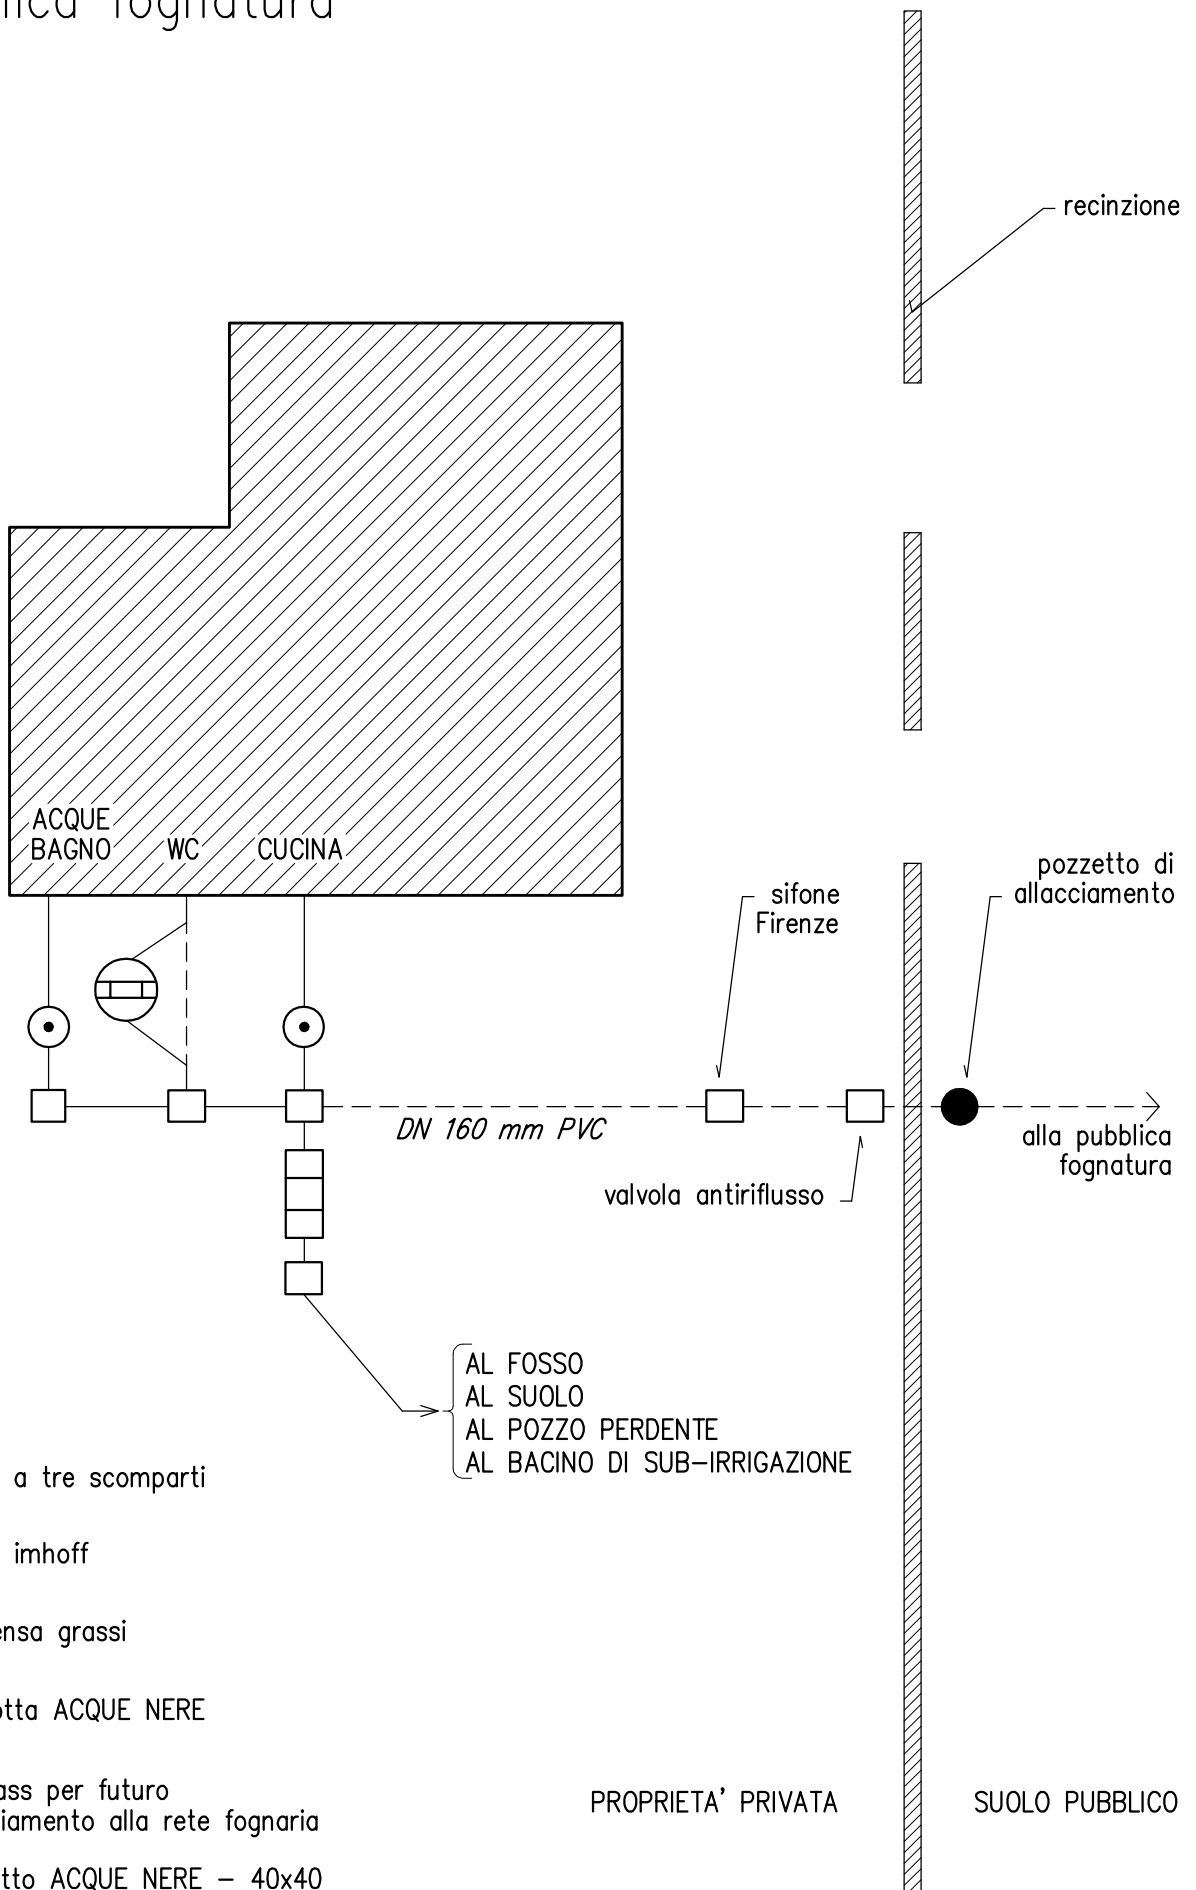 fognatura
recinzione
ACQUE
BAGNO
WC
CUCINA
sifone
Firenze
pozzetto di
allacciamento
DN 160 mm PVC
alla pubblica
fognatura
valvola antiriflusso
AL FOSSO
AL SUOLO
AL POZZO PERDENTE
AL BACINO DI SUB-IRRIGAZIONE
a tre scomparti
imhoff
ensa grassi
otta ACQUE NERE
ass per futuro
iamento alla rete fognaria
tto ACQUE NERE - 40x40
PROPRIETA' PRIVATA
SUOLO PUBBLICO